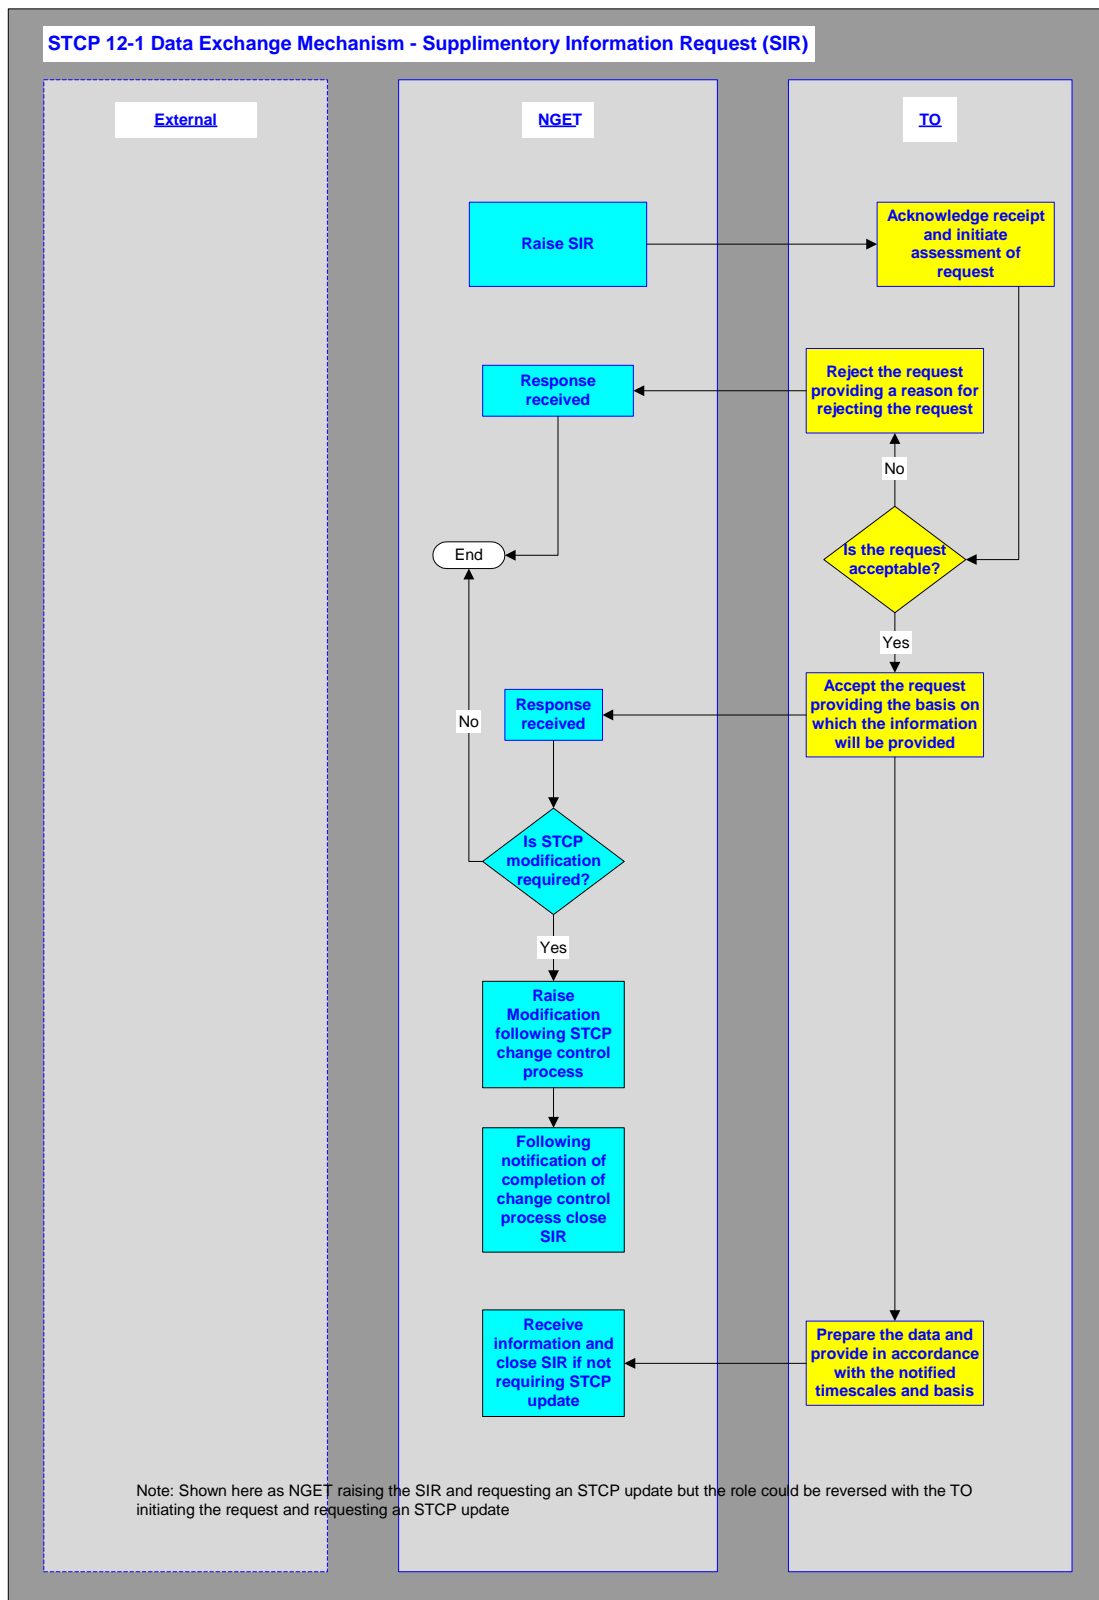 STCP 12-1 Data Exchange Mechanism - Supplimentory Information Request (SIR)
External
NGET
TO
Raise SIR
Acknowledge receipt
and initiate
assessment of
request
Response
received
Reject the request
providing a reason for
rejecting the request
No
End
Is the request
acceptable?
Yes
Response
received
Accept the request
providing the basis on
which the information
will be provided
No
Is STCP
modification
required?
Yes
Raise
Modification
following STCP
change control
process
Following
notification of
completion of
change control
process close
SIR
Receive
information and
close SIR if not
requiring STCP
update
Prepare the data and
provide in accordance
with the notified
timescales and basis
Note: Shown here as NGET raising the SIR and requesting an STCP update but the role could be reversed with the TO
initiating the request and requesting an STCP update